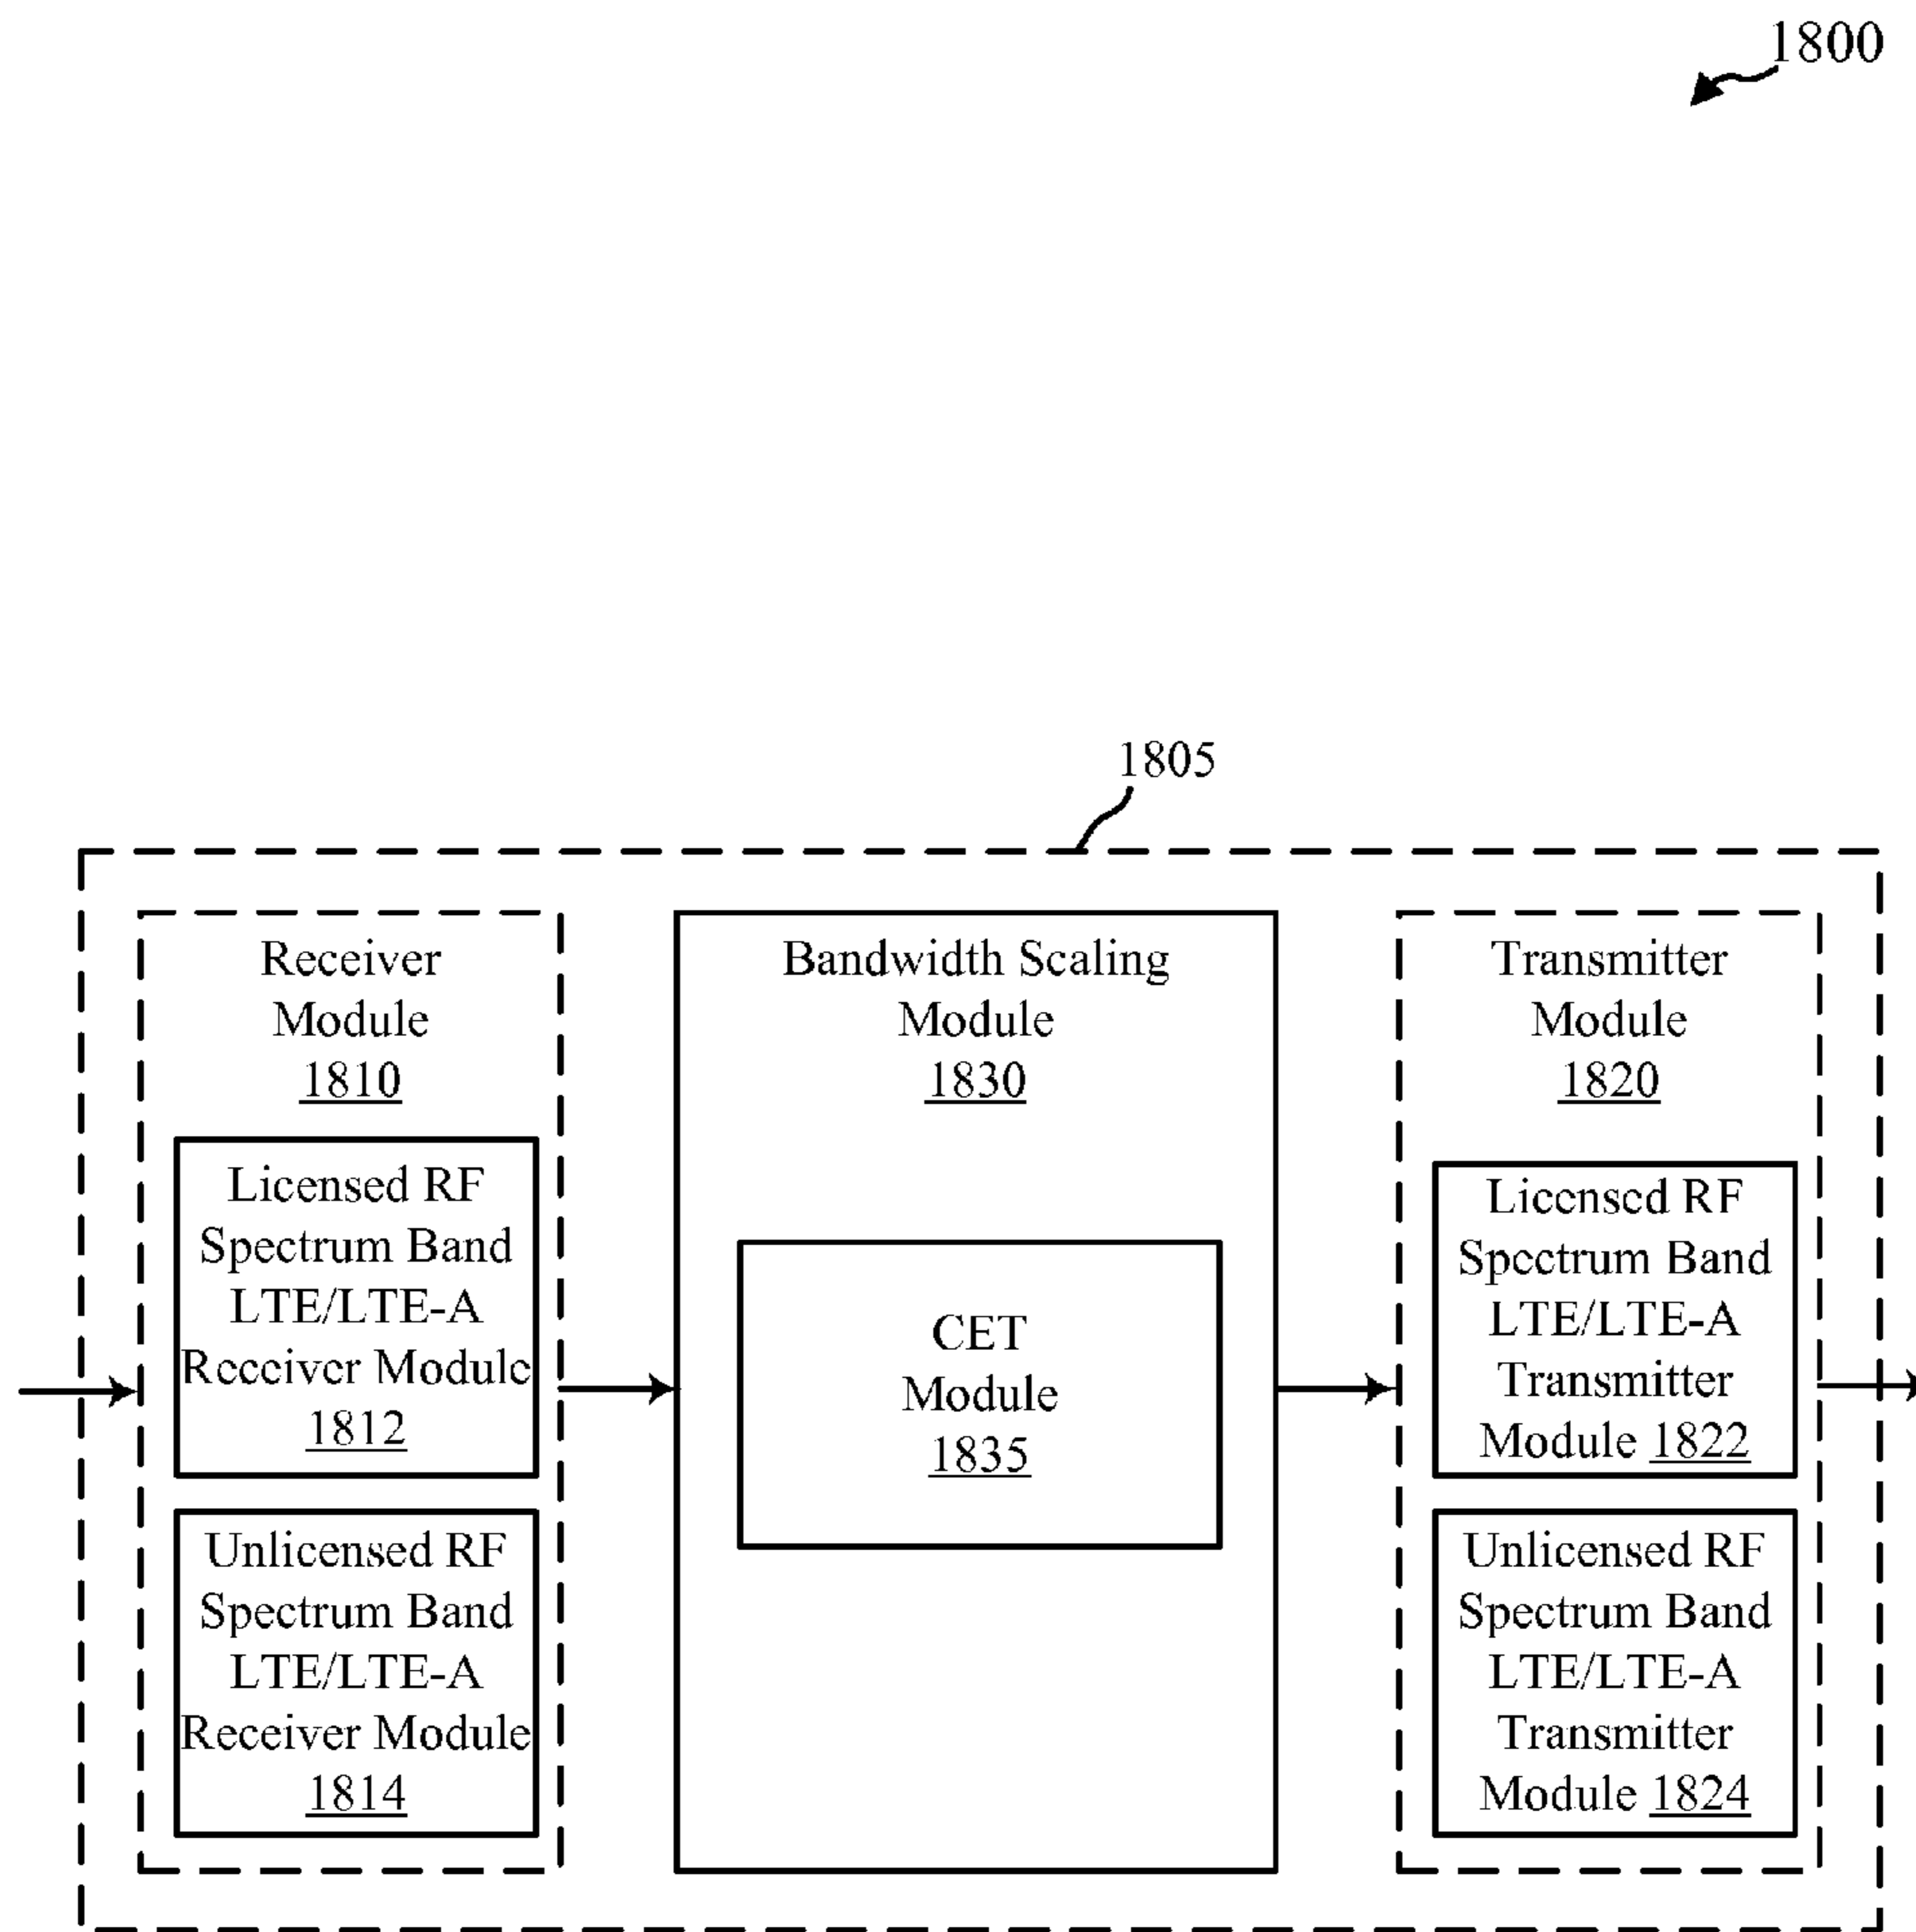 1800
1805
Receiver
Module
1810
Licensed RF
Spectrum Band
LTE/LTE-A
Receiver Module
1812
Unlicensed RF
Spectrum Band
LTE/LTE-A
Receiver Module
1814
Bandwidth Scaling
Module
1830
CET
Module
1835
Transmitter
Module
1820
Licensed RF
Spectrum Band
LTE/LTE-A
Transmitter
Module 1822
Unlicensed RF
Spectrum Band
LTE/LTE-A
Transmitter
Module 1824